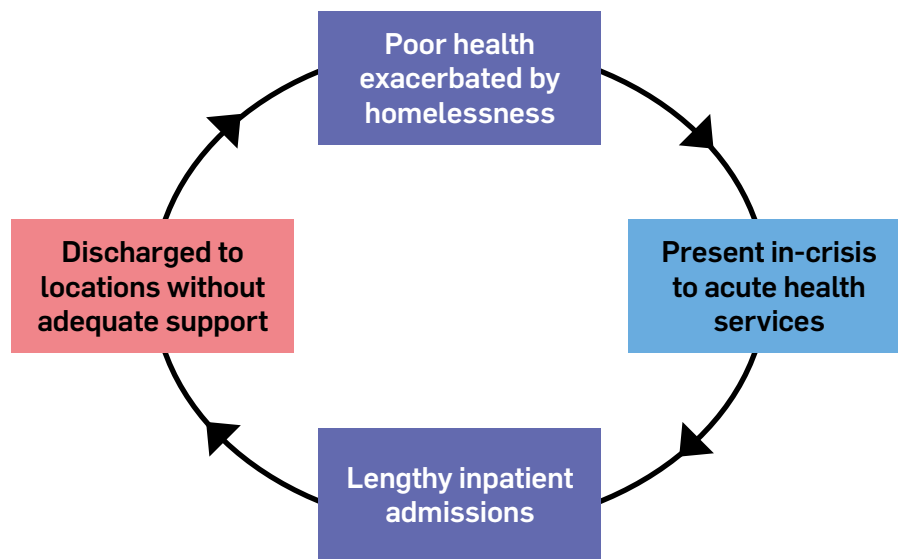 Poor health
exacerbated by
homelessness
Present in-crisis
to acute health
services
Lengthy inpatient
admissions
Discharged to
locations without
adequate support